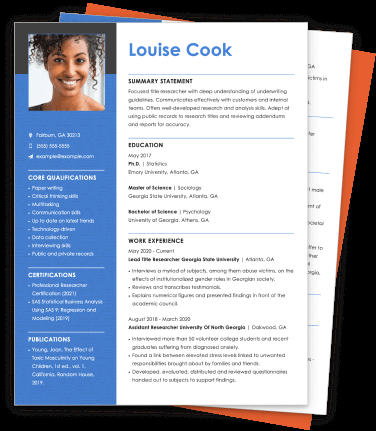 Louise Cook
Fairburn, GA 30213
(555) 555-5555
example@example.com
CORE QUALIFICATIONS
• Paper writing
• Critical thinking skills
• Multitasking
• Communication skills
• Up to date on latest trends
• Technology-driven
• Data collection
• Interviewing skills
• Public and private records
CERTIFICATIONS
• Professional Researcher
Certification (2021)
• SAS Statistical Business Analysis
Using SAS 9: Regression and
Modeling (2019)
PUBLICATIONS
• Young, Joan. The Effect of
Toxic Masculinity on Young
Children, 1st ed., vol. 1,
California, Random House,
2019.
SUMMARY STATEMENT
Focused title researcher with deep understanding of underwriting
guidelines. Communicates effectively with customers and internal
teams. Offers well-developed research and analysis skills. Adept at
using public records to research titles and reviewing addendums
and reports for accuracy.
EDUCATION
May 2017
Ph.D. | Statistics
Emory University, Atlanta, GA
Master of Science | Sociology
Georgia State University, Atlanta, GA
Bachelor of Science | Psychology
University of Georgia, Athens, GA
WORK EXPERIENCE
May 2020 - Current
Lead Title Researcher Georgia State University | Atlanta, GA
• Interviews a myriad of subjects, among them abuse victims, on the
effects of institutionalized gender roles in Georgian society.
• Reviews and transcribes testimonials.
• Explains numerical figures and presented findings in front of the
academic council.
August 2018 - March 2020
Assistant Researcher University Of North Georgia | Oakwood, GA
• Interviewed more than 50 volunteer college students and recent
graduates suffering from diagnosed anxiety.
• Found a link between elevated stress levels linked to unwanted
responsibilities brought about by families and friends.
• Developed, evaluated, distributed and reviewed questionnaires
handed out to subjects to support findings.
GA
victims in